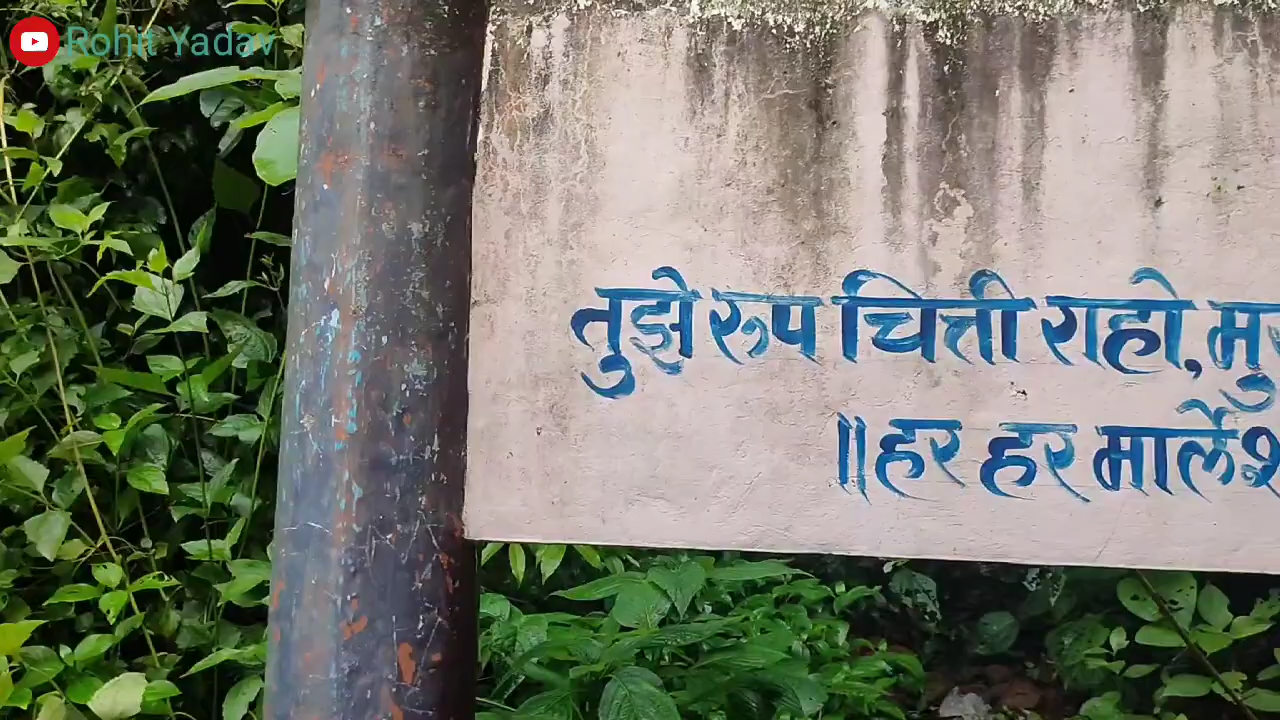 Rohit Yadav
तुझे रुप चित्ती राहो,
॥हर हर